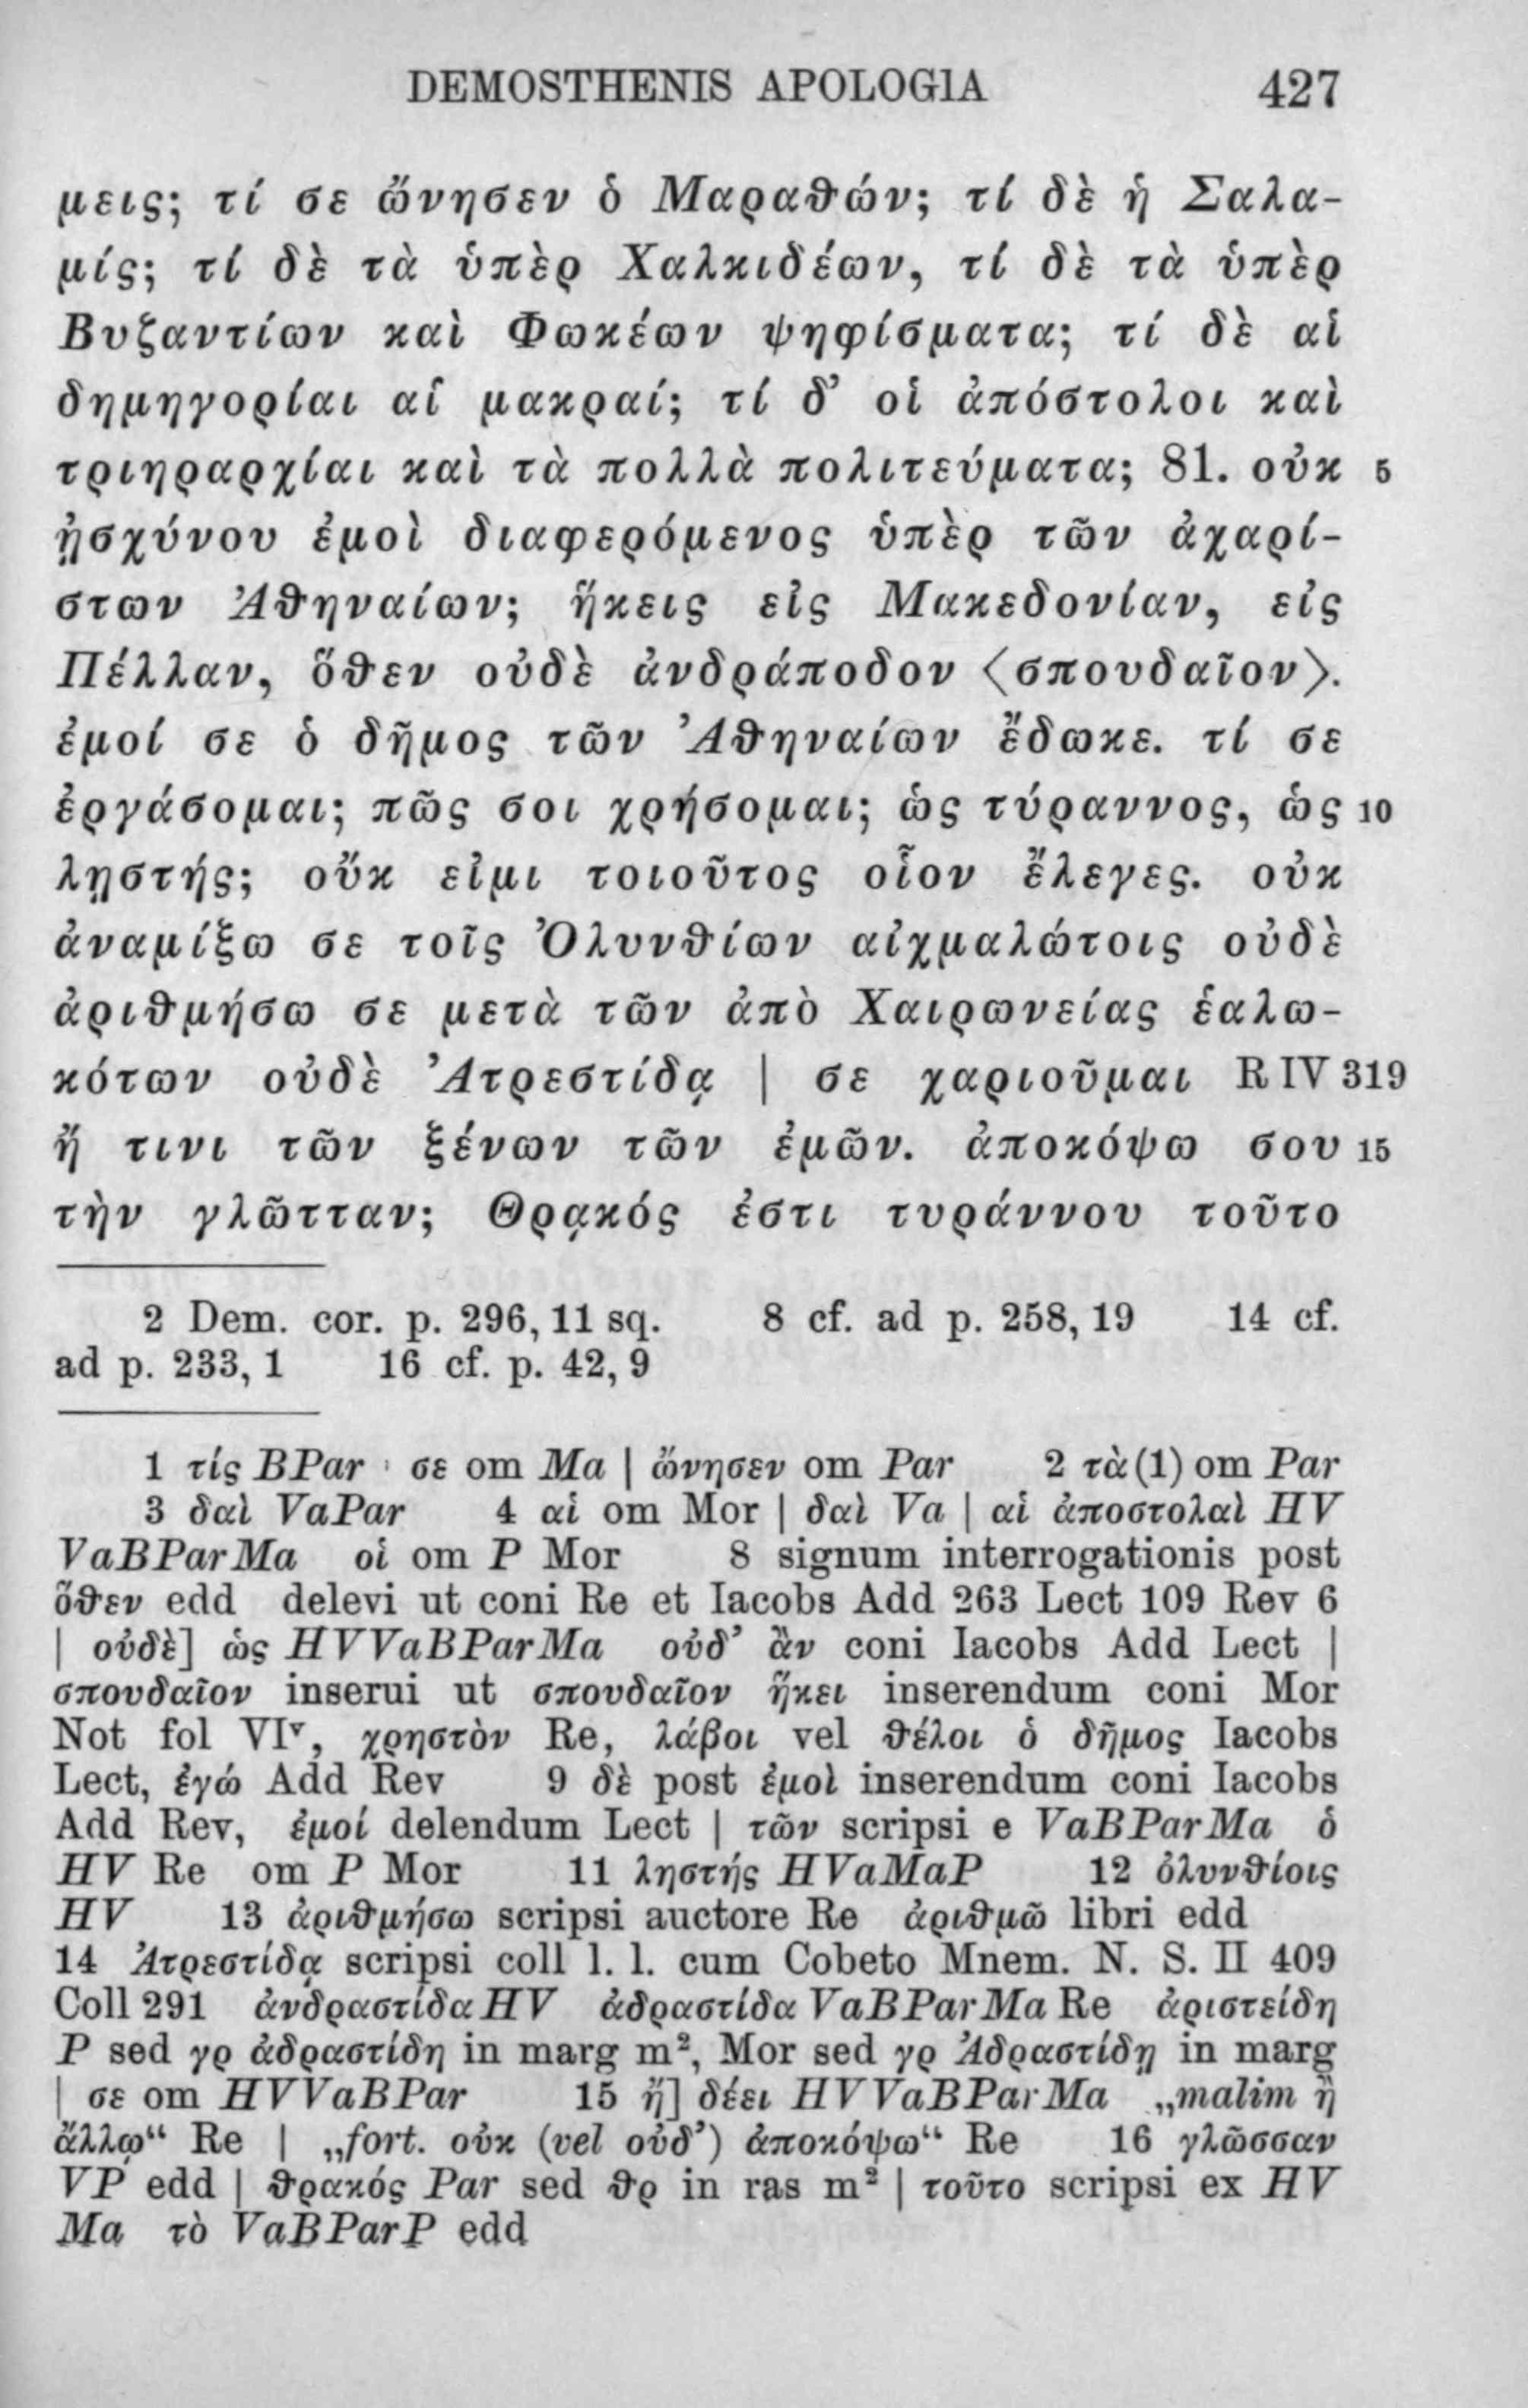 DEMOSTHENIS APOLOGIA 427
μεις; τί σε ὤνησεν ὁ Μαραθών; τί δὲ ἡ Σαλα-
μίς; τί δὲ τὰ ὑπὲρ Χαλκιδέων, τί δὲ τὰ ὑπὲρ
Βυζαντίων καὶ Φωκέων ψηφίσματα; τί δὲ αἱ
δημηγορίαι αἱ μακραί; τί δ’ οἱ ἀπόστολοι καὶ
τριηραρχίαι καὶ τὰ πολλὰ πολιτεύματα; 81. οὐκ 5
ᾐσχύνου ἐμοὶ διαφερόμενος ὑπὲρ τῶν ἀχαρί-
στων Ἀθηναίων; ἥκεις εἰς Μακεδονίαν, εἰς
Πέλλαν, ὅθεν οὐδὲ ἀνδράποδον ⟨σπουδαῖον⟩.
ἐμοί σε ὁ δῆμος τῶν Ἀθηναίων ἔδωκε. τί σε
ἐργάσομαι; πῶς σοι χρήσομαι; ὡς τύραννος, ὡς 10
λῃστής; οὔκ εἰμι τοιοῦτος οἷον ἔλεγες. οὐκ
ἀναμίξω σε τοῖς Ὀλυνθίων αἰχμαλώτοις οὐδὲ
ἀριθμήσω σε μετὰ τῶν ἀπὸ Χαιρωνείας ἑαλω-
κότων οὐδὲ Ἀτρεστίδᾳ | σε χαριοῦμαι R IV 319
ἤ τινι τῶν ξένων τῶν ἐμῶν. ἀποκόψω σου 15
τὴν γλῶτταν; Θρᾳκός ἐστι τυράννου τοῦτο
2 Dem. cor. p. 296, 11 sq. 8 cf. ad p. 258, 19 14 cf.
ad p. 233, 1 16 cf. p. 42, 9
1 τίς BPar σε om Ma | ὤνησεν om Par 2 τὰ(1) om Par
3 δαὶ VaPar 4 αἱ om Mor | δαὶ Va | αἱ ἀποστολαὶ HV
VaBParMa οἱ om P Mor 8 signum interrogationis post
ὅθεν edd delevi ut coni Re et Iacobs Add 263 Lect 109 Rev 6
| οὐδὲ] ὡς HVVaBParMa οὐδ’ ἂν coni Iacobs Add Lect |
σπουδαῖον inserui ut σπουδαῖον ἥκει inserendum coni Mor
Not fol VIᵛ, χρηστὸν Re, λάβοι vel θέλοι ὁ δῆμος Iacobs
Lect, ἐγώ Add Rev 9 δὲ post ἐμοὶ inserendum coni Iacobs
Add Rev, ἐμοί delendum Lect | τῶν scripsi e VaBParMa ὁ
HV Re om P Mor 11 ληστής HVaMaP 12 ὀλυνθίοις
HV 13 ἀριθμήσω scripsi auctore Re ἀριθμῶ libri edd
14 Ἀτρεστίδᾳ scripsi coll l. l. cum Cobeto Mnem. N. S. II 409
Coll 291 ἀνδραστίδα HV ἀδραστίδα VaBParMa Re ἀριστείδη
P sed γρ ἀδραστίδη in marg m², Mor sed γρ Ἀδραστίδῃ in marg
| σε om HVVaBPar 15 ἤ] δέει HVVaBParMa „malim ἢ
ἄλλῳ“ Re | „fort. οὐκ (vel οὐδ’) ἀποκόψω“ Re 16 γλῶσσαν
VP edd | θρακός Par sed θρ in ras m² | τοῦτο scripsi ex HV
Ma τὸ VaBParP edd